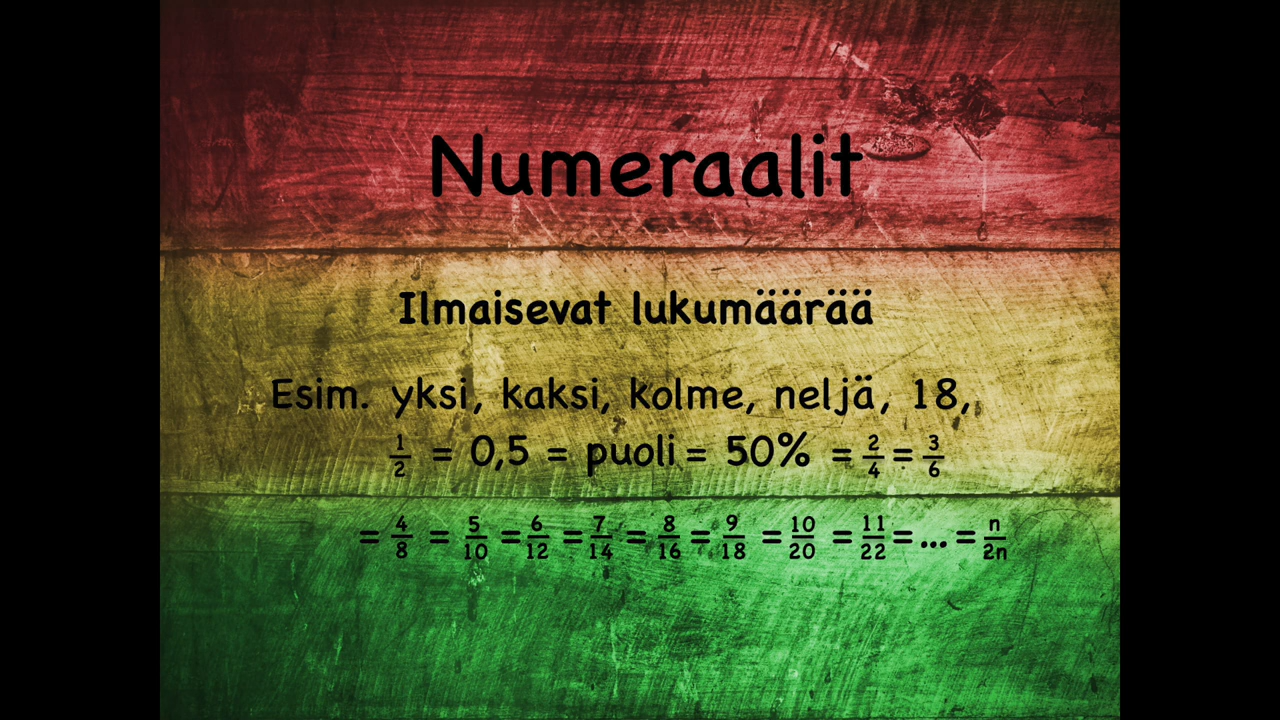 Numeraalit
Ilmaisevat lukumäärää
Esim. yksi, kaksi, kolme, neljä, 18,
1/2 = 0,5 = puoli = 50% = 2/4 = 3/6
= 4/8 = 5/10 = 6/12 = 7/14 = 8/16 = 9/18 = 10/20 = 11/22 = ... = n/2n